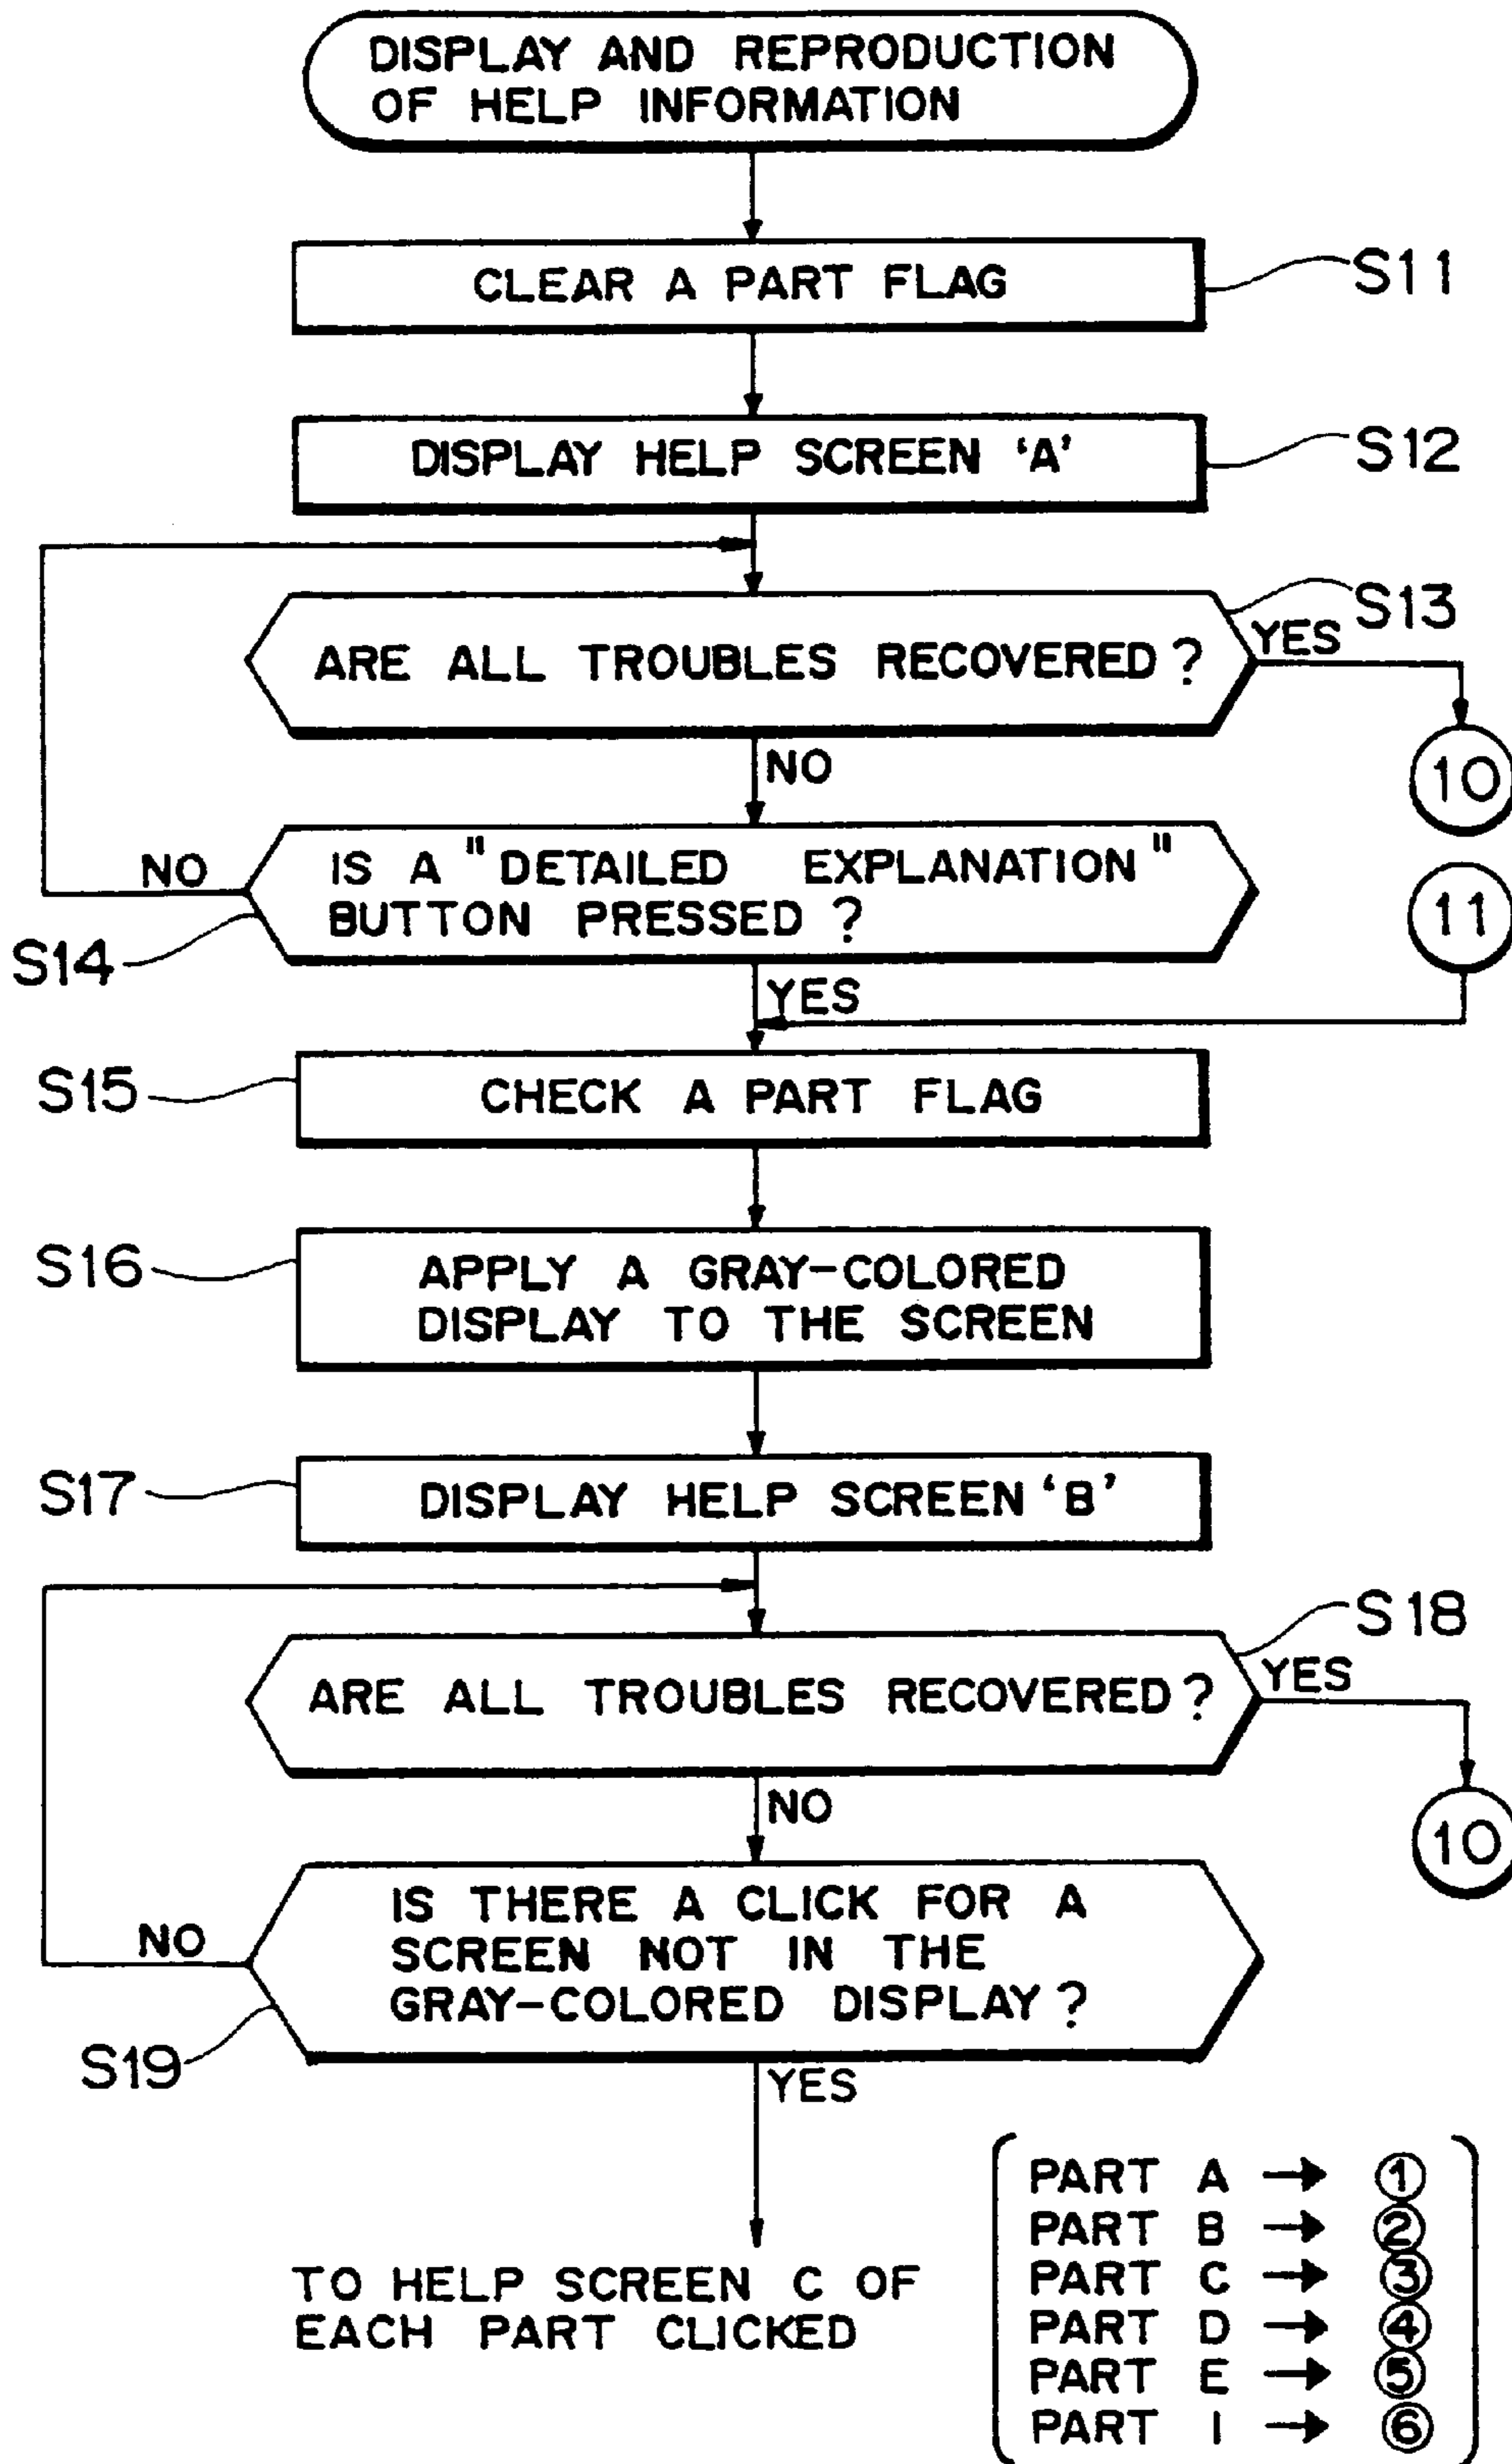 DISPLAY AND REPRODUCTION
OF HELP INFORMATION
CLEAR A PART FLAG
S11
DISPLAY HELP SCREEN 'A'
S12
S13
ARE ALL TROUBLES RECOVERED?
YES
10
NO
IS A "DETAILED EXPLANATION"
BUTTON PRESSED?
NO
S14
11
YES
S15
CHECK A PART FLAG
S16
APPLY A GRAY-COLORED
DISPLAY TO THE SCREEN
S17
DISPLAY HELP SCREEN 'B'
S18
ARE ALL TROUBLES RECOVERED?
YES
10
NO
IS THERE A CLICK FOR A
SCREEN NOT IN THE
GRAY-COLORED DISPLAY?
NO
S19
YES
TO HELP SCREEN C OF
EACH PART CLICKED
PART A → ①
PART B → ②
PART C → ③
PART D → ④
PART E → ⑤
PART I → ⑥